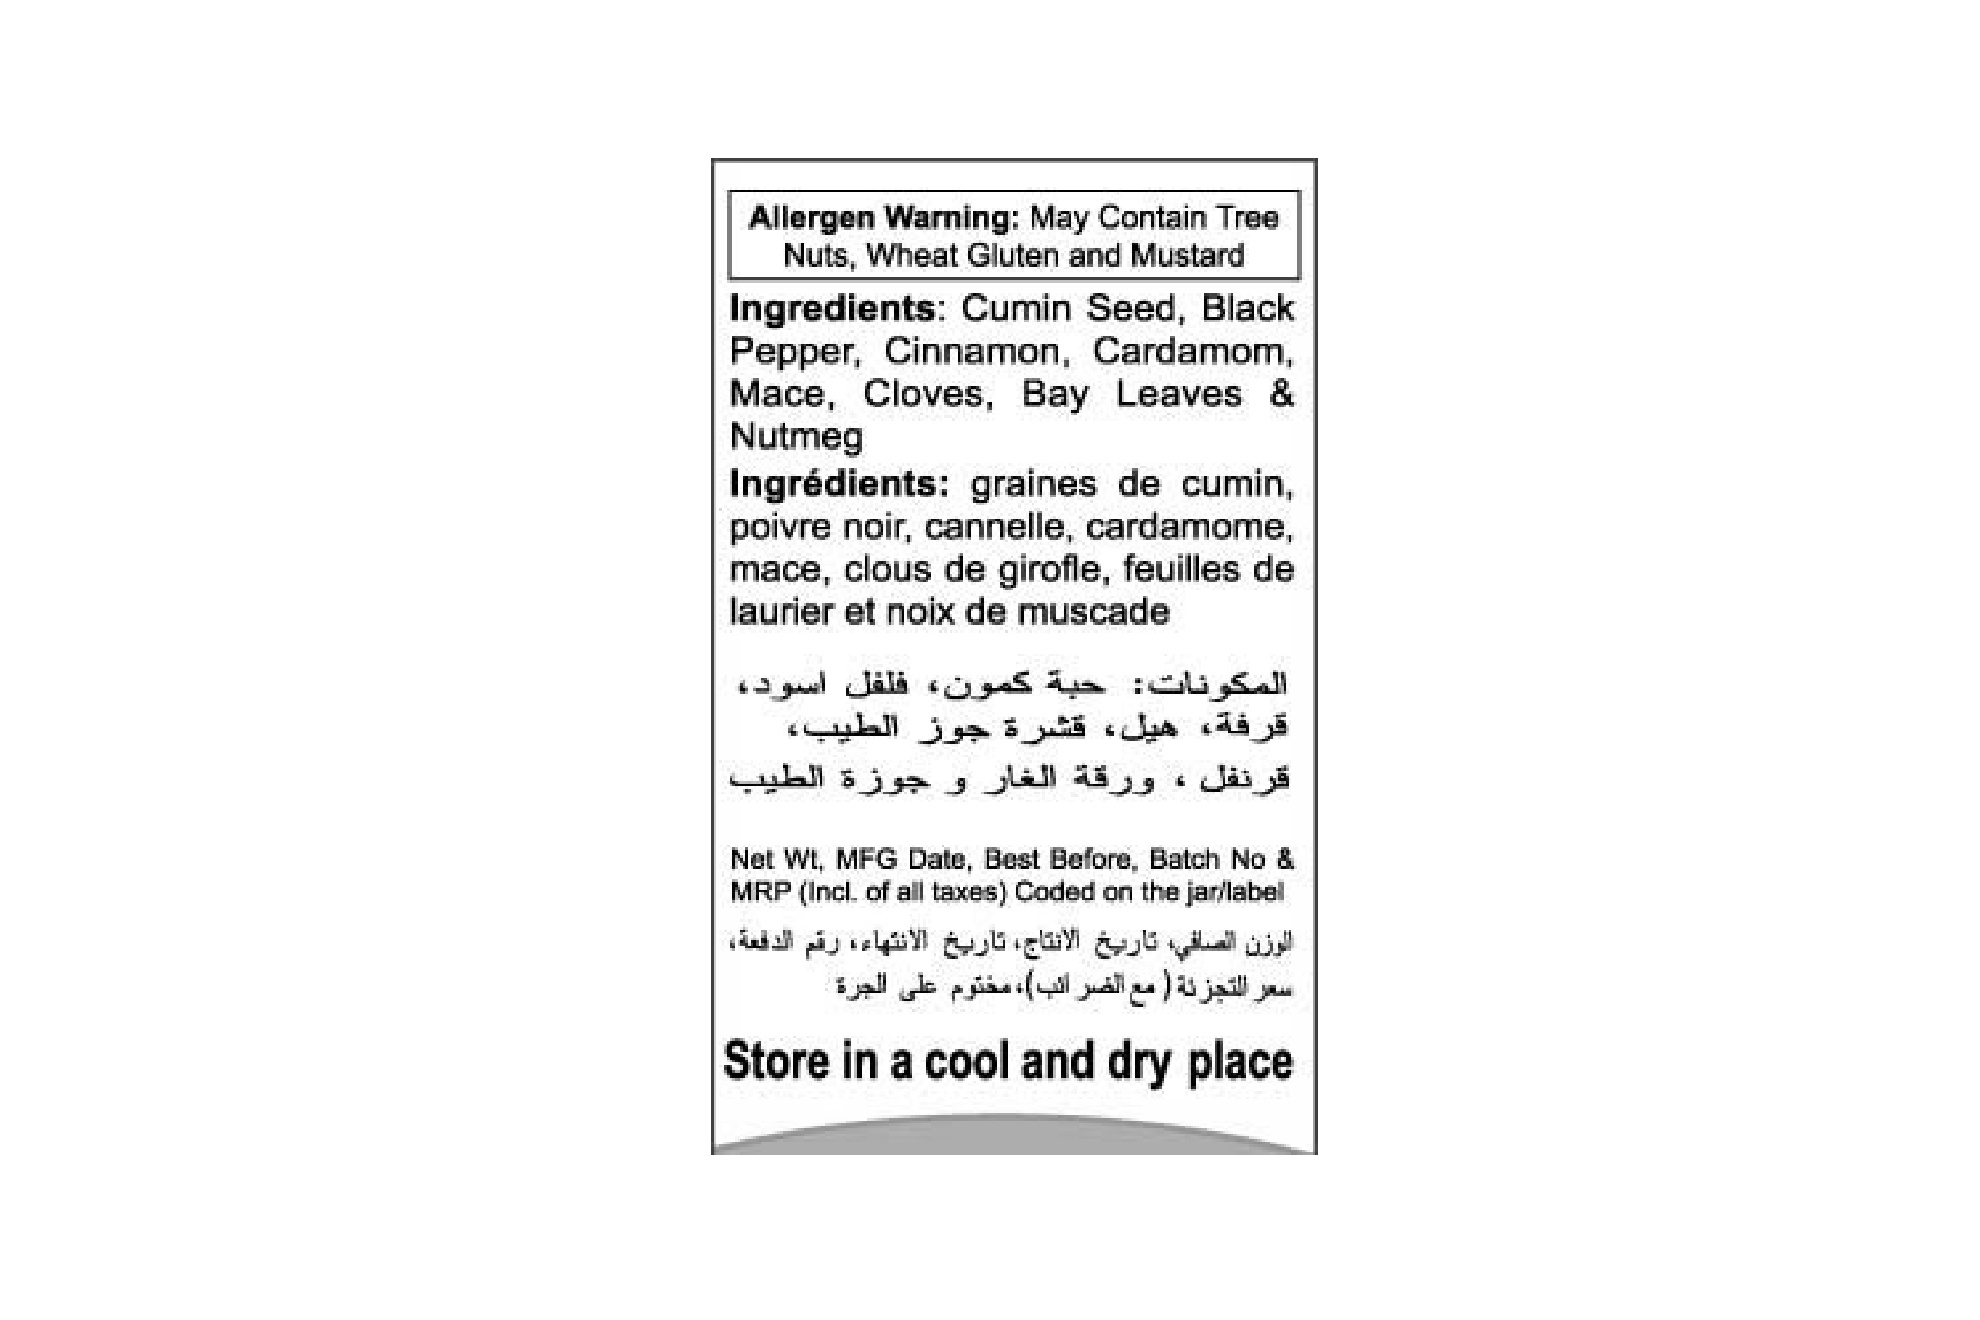 Allergen Warning: May Contain Tree
Nuts, Wheat Gluten and Mustard
Ingredients: Cumin Seed, Black
Pepper, Cinnamon, Cardamom,
Mace, Cloves, Bay Leaves &
Nutmeg
Ingrédients: graines de cumin,
poivre noir, cannelle, cardamome,
mace, clous de girofle, feuilles de
laurier et noix de muscade
المكونات: حبة كمون، فلفل اسود،
قرفة، هيل، قشرة جوز الطيب،
قرنفل ، ورقة الغار و جوزة الطيب
Net Wt, MFG Date, Best Before, Batch No &
MRP (Incl. of all taxes) Coded on the jar/label
الوزن الصافي، تاريخ الانتاج، تاريخ الانتهاء، رقم الدفعة،
سعر التجزئة ( مع الضرائب)، مختوم على الجرة
Store in a cool and dry place